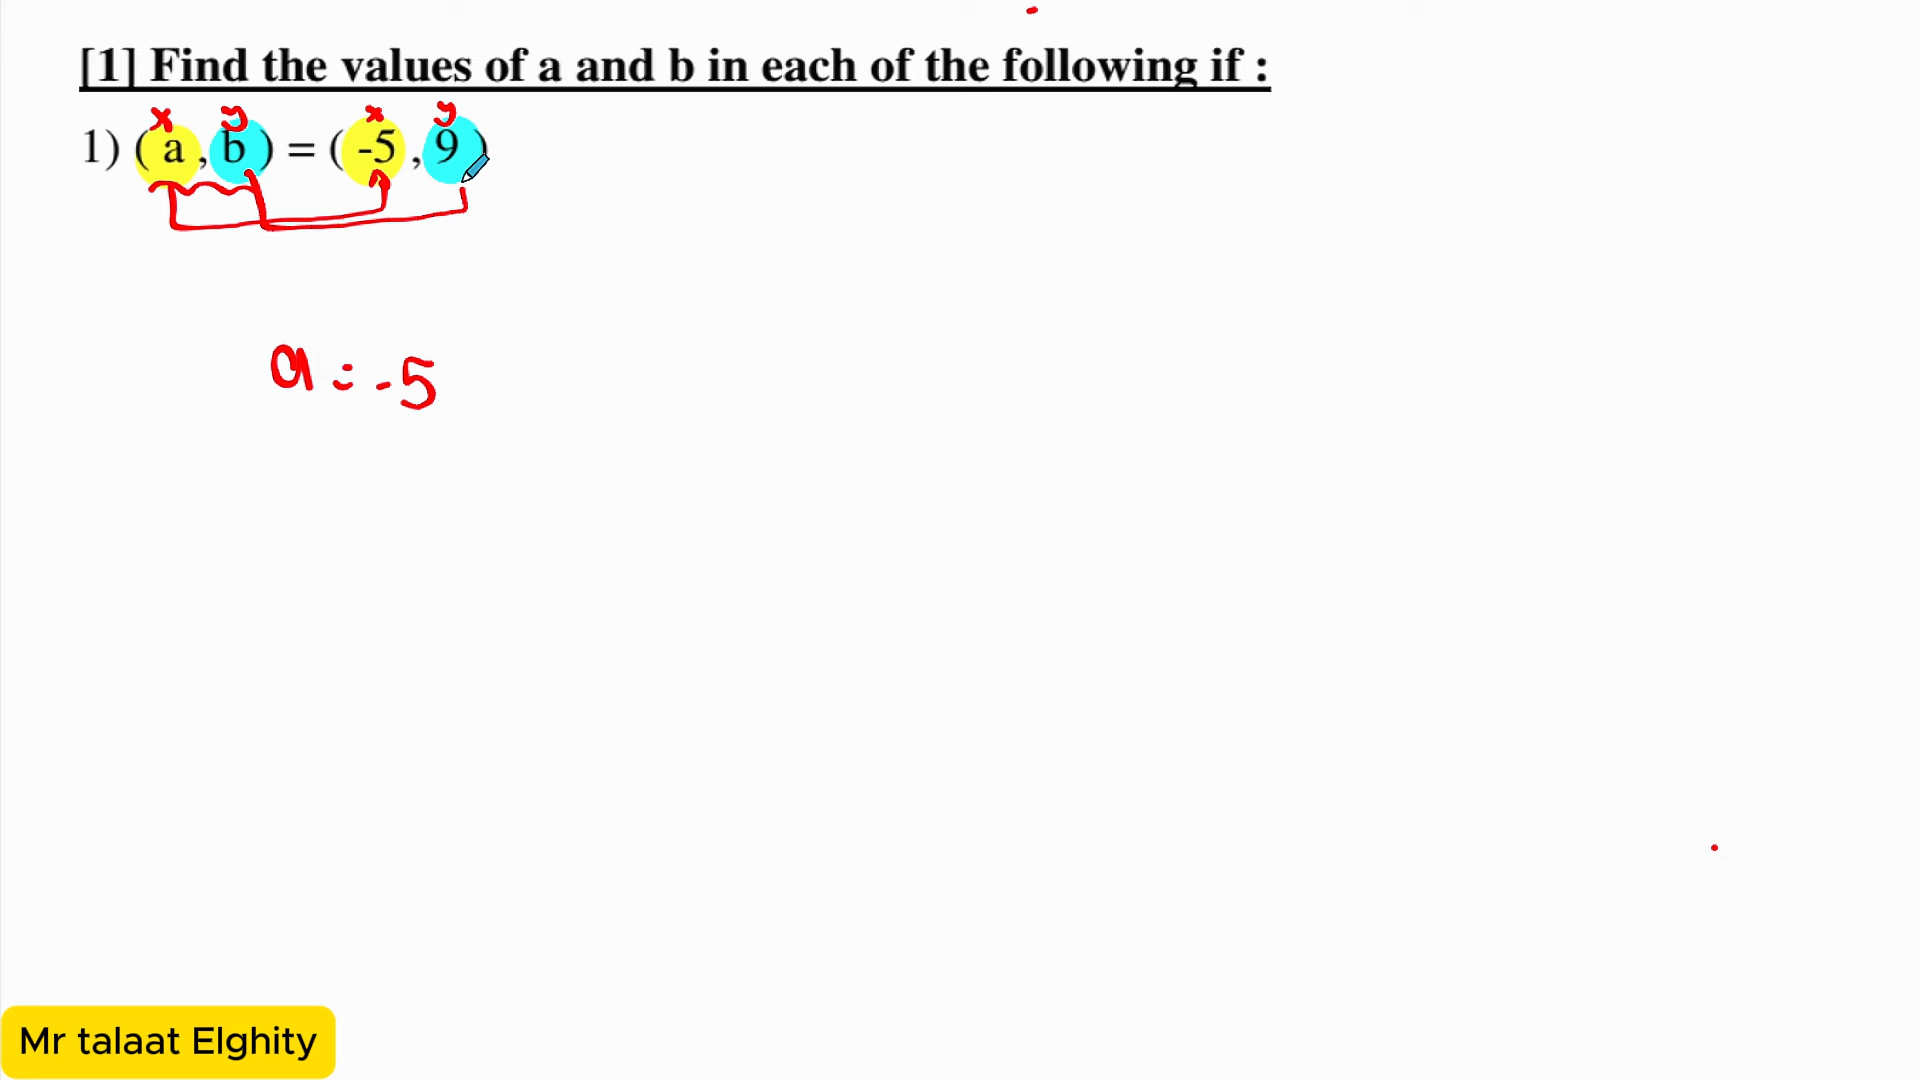 [1] Find the values of a and b in each of the following if :
x y x y
1) ( a , b ) = ( -5 , 9 )
a = -5
Mr talaat Elghity